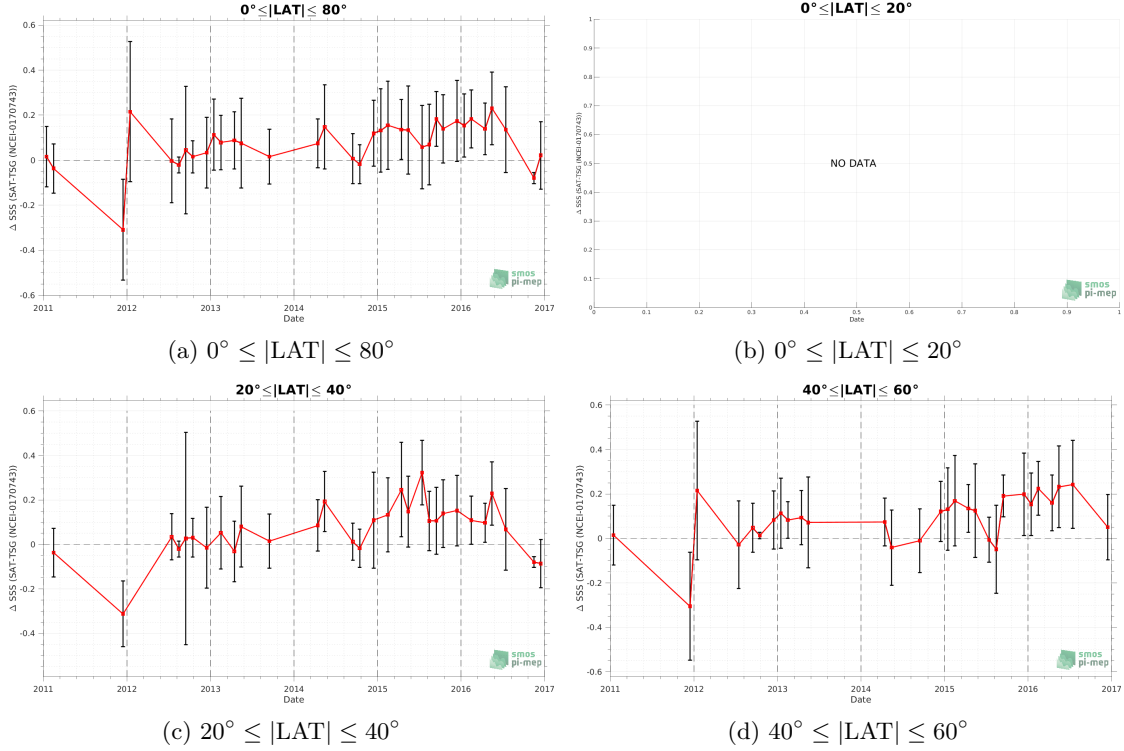 0°≤|LAT|≤ 80°
Δ SSS (SAT-TSG (NCEI-0170743))
0.6
0.4
0.2
0
-0.2
-0.4
-0.6
2011 2012 2013 2014 2015 2016 2017
Date
smos
pi-mep
(a) 0° ≤ |LAT| ≤ 80°
0°≤|LAT|≤ 20°
Δ SSS (SAT-TSG (NCEI-0170743))
1
0.9
0.8
0.7
0.6
0.5
0.4
0.3
0.2
0.1
0
NO DATA
0 0.1 0.2 0.3 0.4 0.5 0.6 0.7 0.8 0.9 1
Date
smos
pi-mep
(b) 0° ≤ |LAT| ≤ 20°
20°≤|LAT|≤ 40°
Δ SSS (SAT-TSG (NCEI-0170743))
0.6
0.4
0.2
0
-0.2
-0.4
2011 2012 2013 2014 2015 2016 2017
Date
smos
pi-mep
(c) 20° ≤ |LAT| ≤ 40°
40°≤|LAT|≤ 60°
Δ SSS (SAT-TSG (NCEI-0170743))
0.6
0.4
0.2
0
-0.2
-0.4
-0.6
2011 2012 2013 2014 2015 2016 2017
Date
smos
pi-mep
(d) 40° ≤ |LAT| ≤ 60°